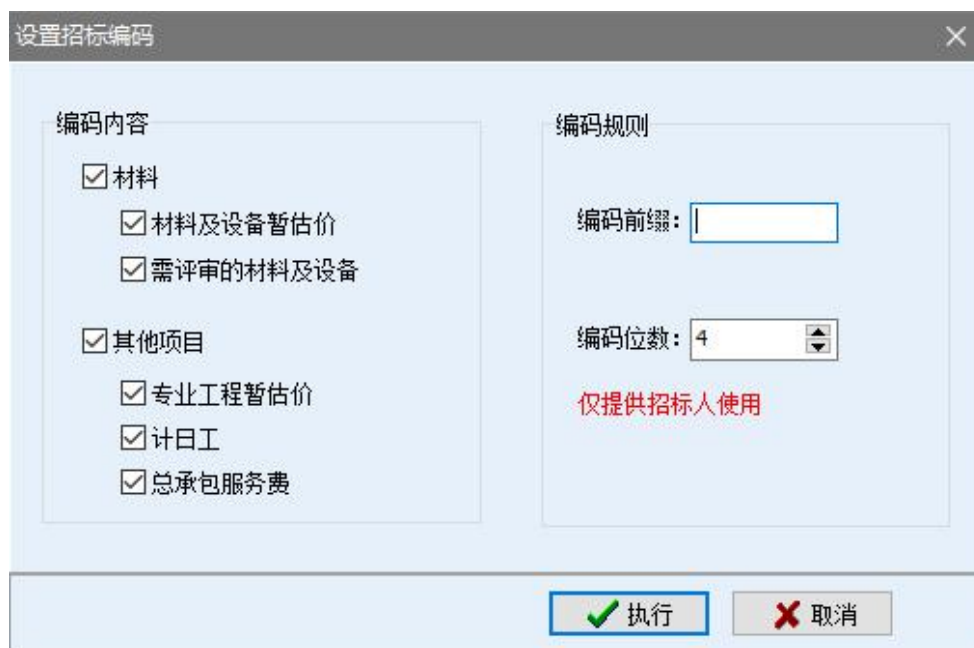 设置招标编码
编码内容
材料
材料及设备暂估价
需评审的材料及设备
其他项目
专业工程暂估价
计日工
总承包服务费
编码规则
编码前缀：
编码位数：4
仅提供招标人使用
执行
取消